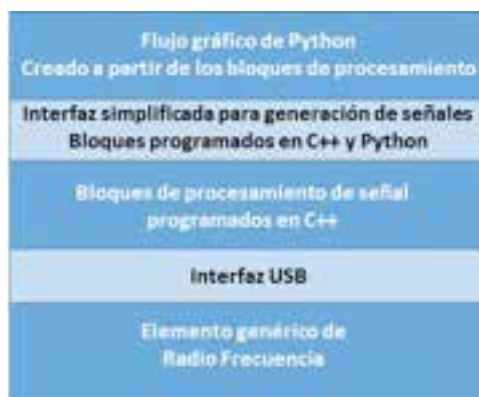 Flujo gráfico de Python
Creado a partir de los bloques de procesamiento
Interfaz simplificada para generación de señales
Bloques programados en C++ y Python
Bloques de procesamiento de señal
programados en C++
Interfaz USB
Elemento genérico de
Radio Frecuencia